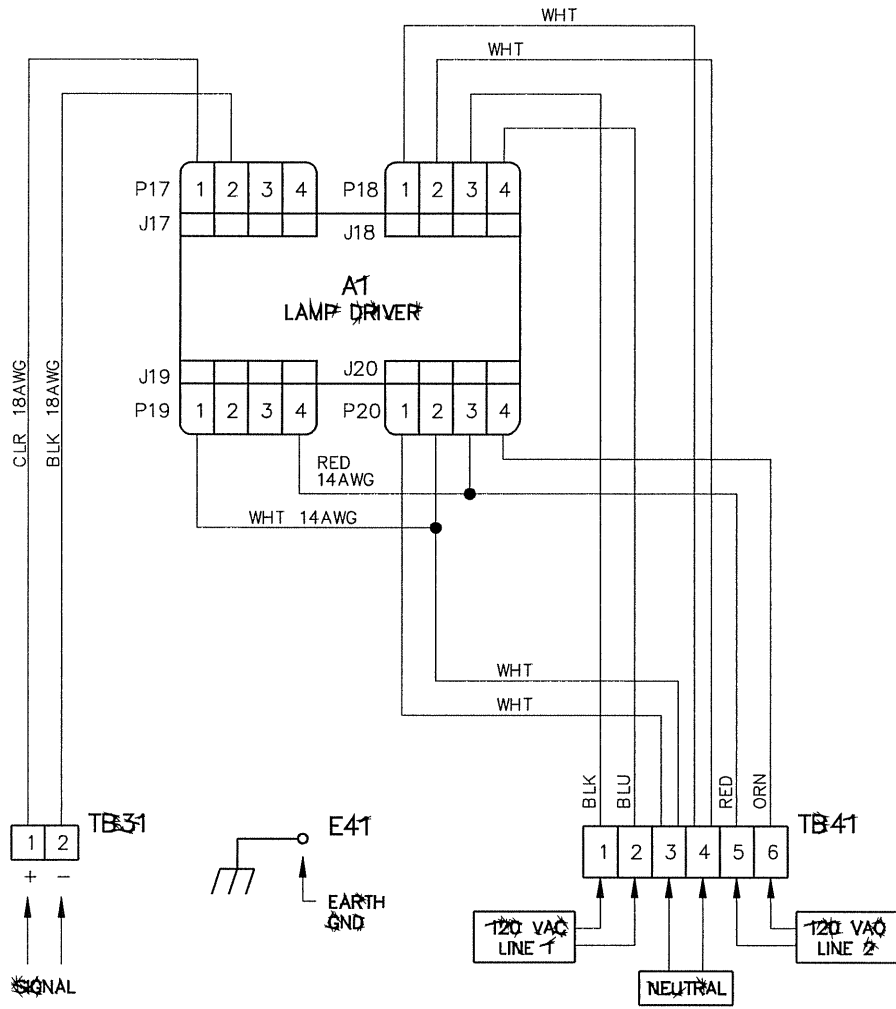 WHT
WHT
P17 1 2 3 4
P18 1 2 3 4
J17
J18
A1
LAMP DRIVER
J19
J20
P19 1 2 3 4
P20 1 2 3 4
CLR 18AWG
BLK 18AWG
RED
14AWG
WHT 14AWG
WHT
WHT
BLK
BLU
RED
ORN
TB31
1 2
+ −
SIGNAL
E41
EARTH
GND
TB41
1 2 3 4 5 6
120 VAC
LINE 1
120 VAC
LINE 2
NEUTRAL